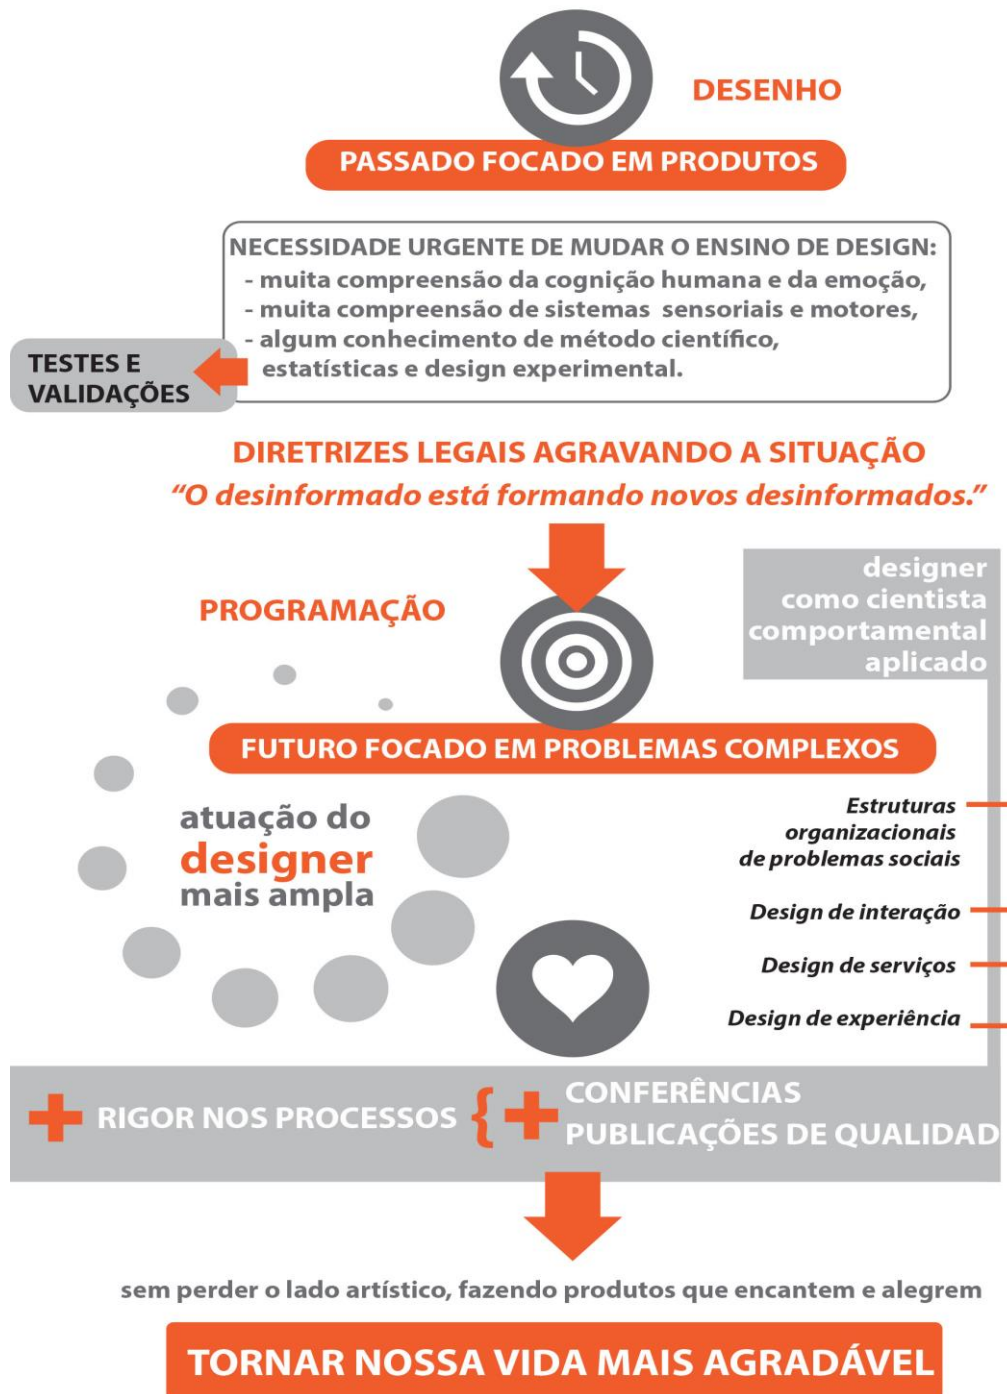 DESENHO
PASSADO FOCADO EM PRODUTOS
NECESSIDADE URGENTE DE MUDAR O ENSINO DE DESIGN:
- muita compreensão da cognição humana e da emoção,
- muita compreensão de sistemas sensoriais e motores,
- algum conhecimento de método científico,
estatísticas e design experimental.
TESTES E
VALIDAÇÕES
DIRETRIZES LEGAIS AGRAVANDO A SITUAÇÃO
“O desinformado está formando novos desinformados.”
designer
como cientista
comportamental
aplicado
PROGRAMAÇÃO
FUTURO FOCADO EM PROBLEMAS COMPLEXOS
atuação do
designer
mais ampla
Estruturas
organizacionais
de problemas sociais
Design de interação
Design de serviços
Design de experiência
+ RIGOR NOS PROCESSOS { +
CONFERÊNCIAS
PUBLICAÇÕES DE QUALIDAD
sem perder o lado artístico, fazendo produtos que encantem e alegrem
TORNAR NOSSA VIDA MAIS AGRADÁVEL